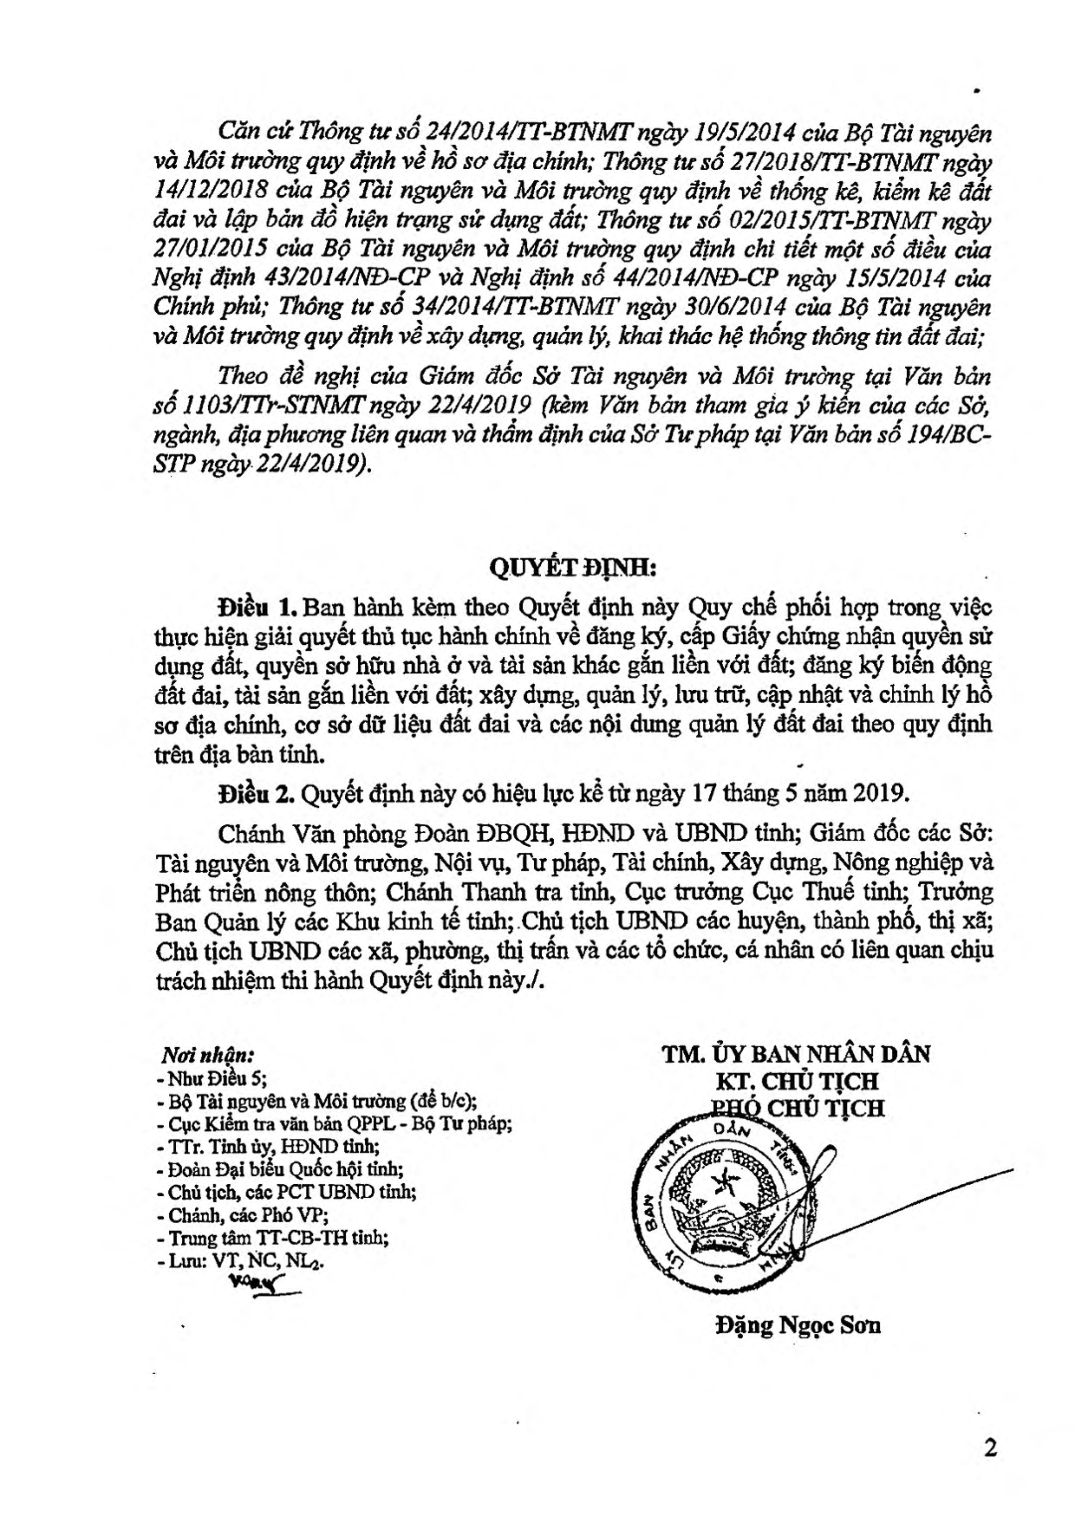 Căn cứ Thông tư số 24/2014/TT-BTNMT ngày 19/5/2014 của Bộ Tài nguyên
và Môi trường quy định về hồ sơ địa chính; Thông tư số 27/2018/TT-BTNMT ngày
14/12/2018 của Bộ Tài nguyên và Môi trường quy định về thống kê, kiểm kê đất
đai và lập bản đồ hiện trạng sử dụng đất; Thông tư số 02/2015/TT-BTNMT ngày
27/01/2015 của Bộ Tài nguyên và Môi trường quy định chi tiết một số điều của
Nghị định 43/2014/NĐ-CP và Nghị định số 44/2014/NĐ-CP ngày 15/5/2014 của
Chính phủ; Thông tư số 34/2014/TT-BTNMT ngày 30/6/2014 của Bộ Tài nguyên
và Môi trường quy định về xây dựng, quản lý, khai thác hệ thống thông tin đất đai;
Theo đề nghị của Giám đốc Sở Tài nguyên và Môi trường tại Văn bản
số 1103/TTr-STNMT ngày 22/4/2019 (kèm Văn bản tham gia ý kiến của các Sở,
ngành, địa phương liên quan và thẩm định của Sở Tư pháp tại Văn bản số 194/BC-
STP ngày 22/4/2019).
QUYẾT ĐỊNH:
Điều 1. Ban hành kèm theo Quyết định này Quy chế phối hợp trong việc
thực hiện giải quyết thủ tục hành chính về đăng ký, cấp Giấy chứng nhận quyền sử
dụng đất, quyền sở hữu nhà ở và tài sản khác gắn liền với đất; đăng ký biến động
đất đai, tài sản gắn liền với đất; xây dựng, quản lý, lưu trữ, cập nhật và chỉnh lý hồ
sơ địa chính, cơ sở dữ liệu đất đai và các nội dung quản lý đất đai theo quy định
trên địa bàn tỉnh.
Điều 2. Quyết định này có hiệu lực kể từ ngày 17 tháng 5 năm 2019.
Chánh Văn phòng Đoàn ĐBQH, HĐND và UBND tỉnh; Giám đốc các Sở:
Tài nguyên và Môi trường, Nội vụ, Tư pháp, Tài chính, Xây dựng, Nông nghiệp và
Phát triển nông thôn; Chánh Thanh tra tỉnh, Cục trưởng Cục Thuế tỉnh; Trưởng
Ban Quản lý các Khu kinh tế tỉnh; Chủ tịch UBND các huyện, thành phố, thị xã;
Chủ tịch UBND các xã, phường, thị trấn và các tổ chức, cá nhân có liên quan chịu
trách nhiệm thi hành Quyết định này./.
Nơi nhận:
- Như Điều 5;
- Bộ Tài nguyên và Môi trường (để b/c);
- Cục Kiểm tra văn bản QPPL - Bộ Tư pháp;
- TTr. Tỉnh ủy, HĐND tỉnh;
- Đoàn Đại biểu Quốc hội tỉnh;
- Chủ tịch, các PCT UBND tỉnh;
- Chánh, các Phó VP;
- Trung tâm TT-CB-TH tỉnh;
- Lưu: VT, NC, NL2.
TM. ỦY BAN NHÂN DÂN
KT. CHỦ TỊCH
PHÓ CHỦ TỊCH
ỦY BAN NHÂN DÂN TỈNH
Đặng Ngọc Sơn
2